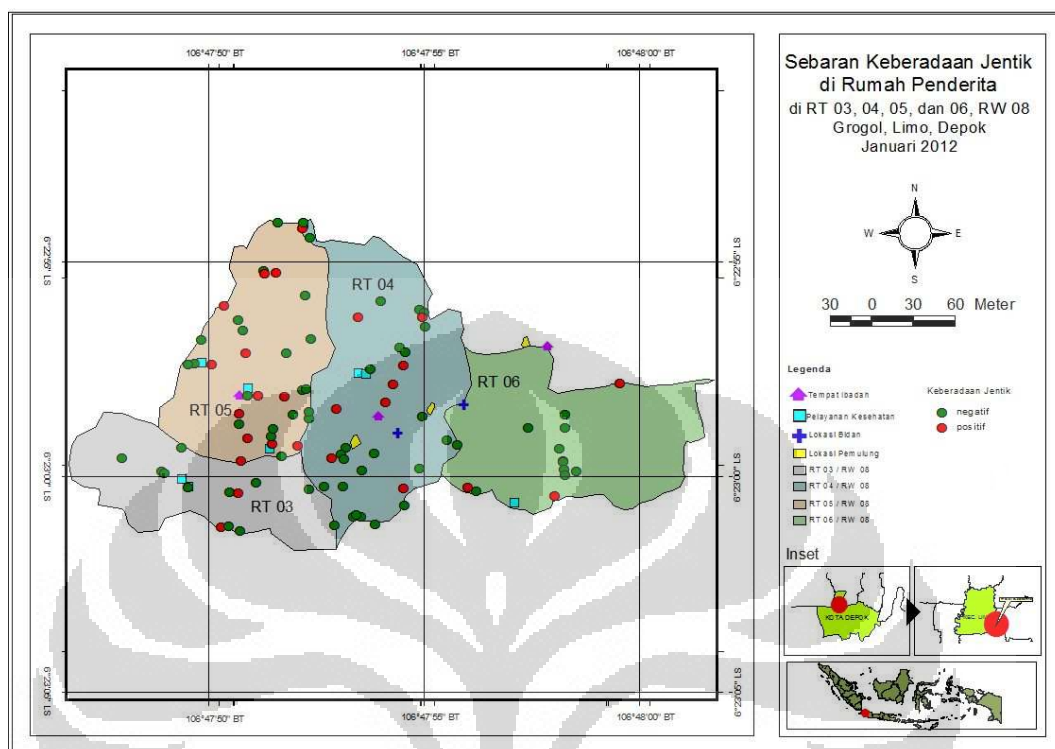 106°47'50" BT
106°47'55" BT
106°48'00" BT
6°22'55" LS
6°23'00" LS
6°23'05" LS
RT 04
RT 05
RT 06
RT 03
6°22'55" LS
6°23'00" LS
6°23'05" LS
106°47'50" BT
106°47'55" BT
106°48'00" BT
Sebaran Keberadaan Jentik
di Rumah Penderita
di RT 03, 04, 05, dan 06, RW 08
Grogol, Limo, Depok
Januari 2012
N
W
E
S
30 0 30 60 Meter
Legenda
Tempat Ibadan
Pelayanan Kesehatan
Lokasi Bidan
Lokasi Pemulung
RT 03 / RW 08
RT 04 / RW 08
RT 05 / RW 08
RT 06 / RW 08
Keberadaan Jentik
negatif
positif
Inset
KOTA DEPOK